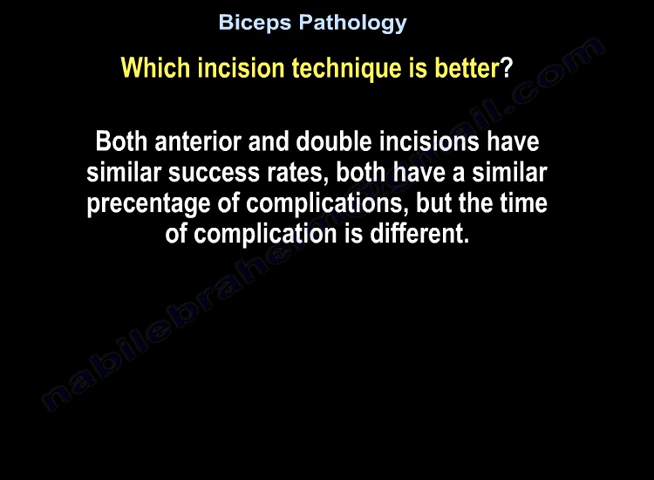 Biceps Pathology
Which incision technique is better?
Both anterior and double incisions have
similar success rates, both have a similar
precentage of complications, but the time
of complication is different.